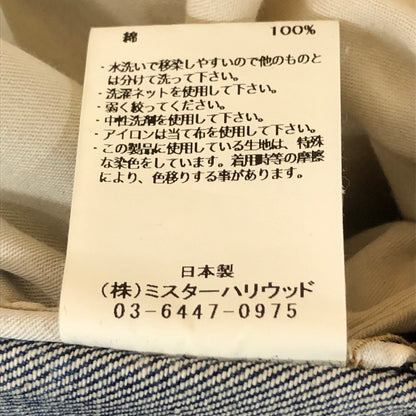 綿 100%
・水洗いで移染しやすいので他のものと
は分けて洗って下さい。
・洗濯ネットを使用して下さい。
・弱く絞ってください。
・中性洗剤を使用して下さい。
・アイロンは当て布を使用して下さい。
・この製品に使用している生地は、特殊
な染色をしています。着用時等の摩擦
により、色移りする事があります。
日本製
(株)ミスターハリウッド
03-6447-0975